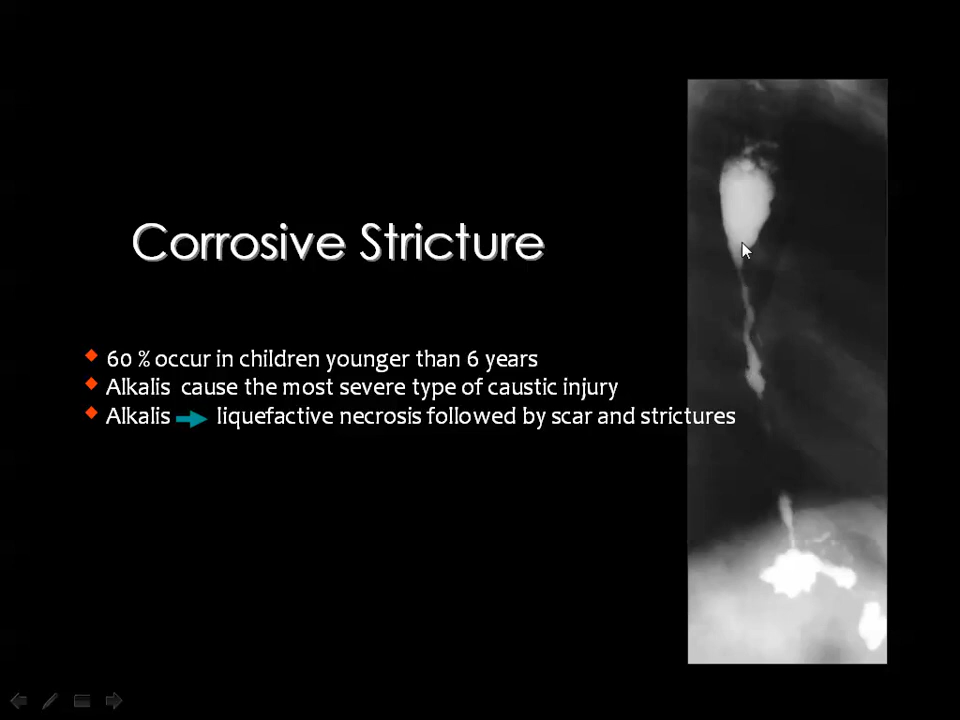 Corrosive Stricture
60 % occur in children younger than 6 years
Alkalis cause the most severe type of caustic injury
Alkalis liquefactive necrosis followed by scar and strictures